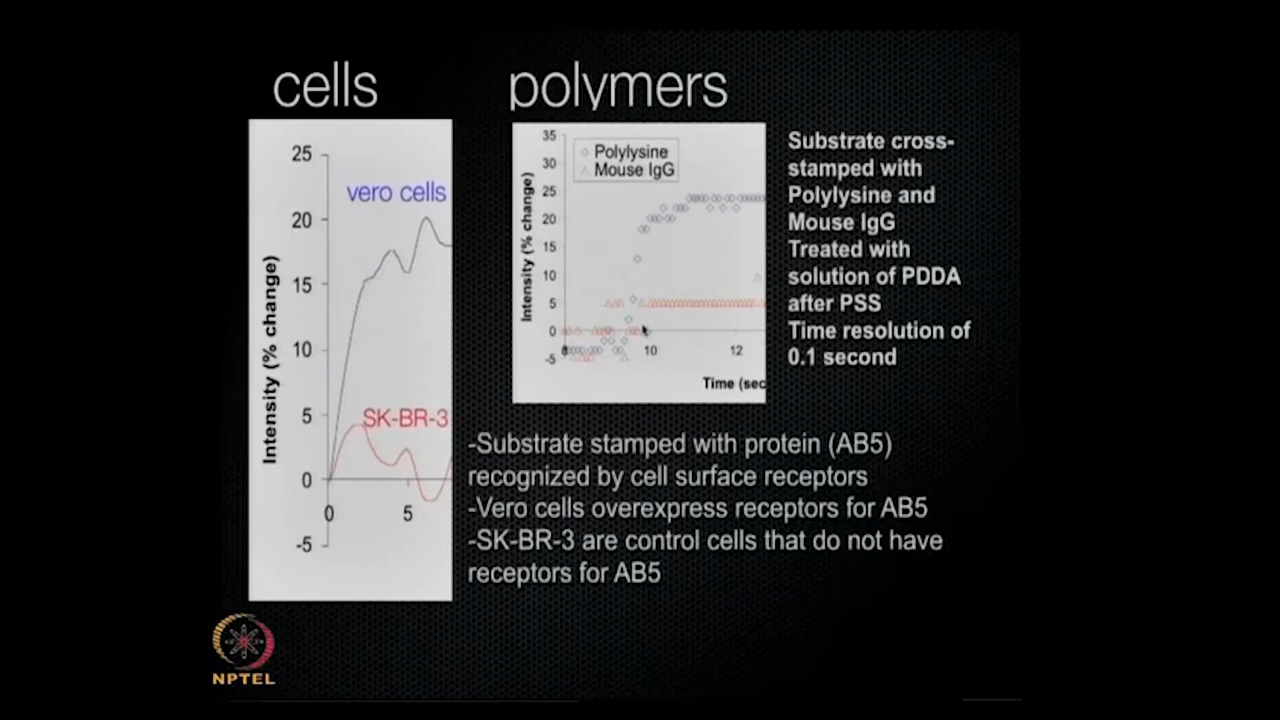 cells
polymers
Intensity (% change)
25
20
15
10
5
0
-5
0
5
vero cells
SK-BR-3
Intensity (% change)
35
30
25
20
15
10
5
0
-5
8
10
12
Polylysine
Mouse IgG
Time (sec
Substrate cross-
stamped with
Polylysine and
Mouse IgG
Treated with
solution of PDDA
after PSS
Time resolution of
0.1 second
-Substrate stamped with protein (AB5)
recognized by cell surface receptors
-Vero cells overexpress receptors for AB5
-SK-BR-3 are control cells that do not have
receptors for AB5
NPTEL